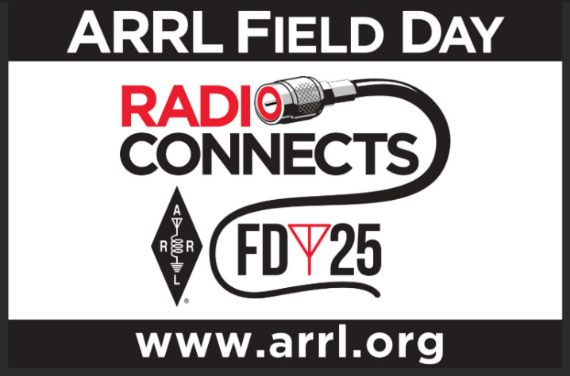 ARRL FIELD DAY
RADIO
CONNECTS
A
R R
L
®
FD 25
www.arrl.org